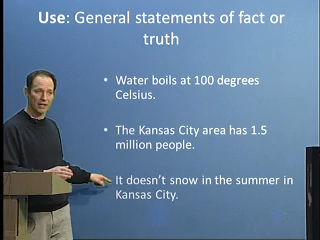 Use: General statements of fact or
truth
• Water boils at 100 degrees
Celsius.
• The Kansas City area has 1.5
million people.
It doesn't snow in the summer in
Kansas City.